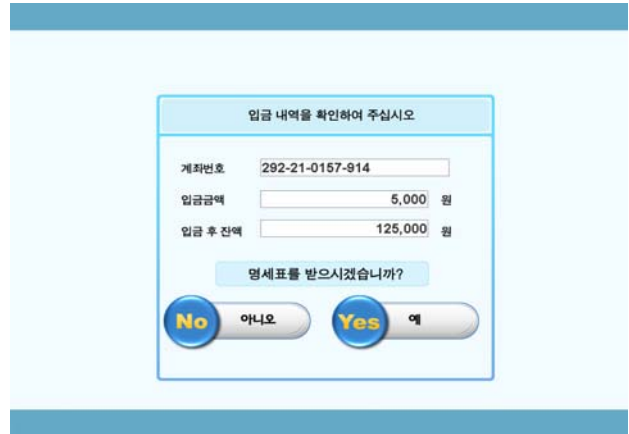 입금 내역을 확인하여 주십시오
계좌번호 292-21-0157-914
입금금액 5,000 원
입금 후 잔액 125,000 원
명세표를 받으시겠습니까?
No 아니오 Yes 예